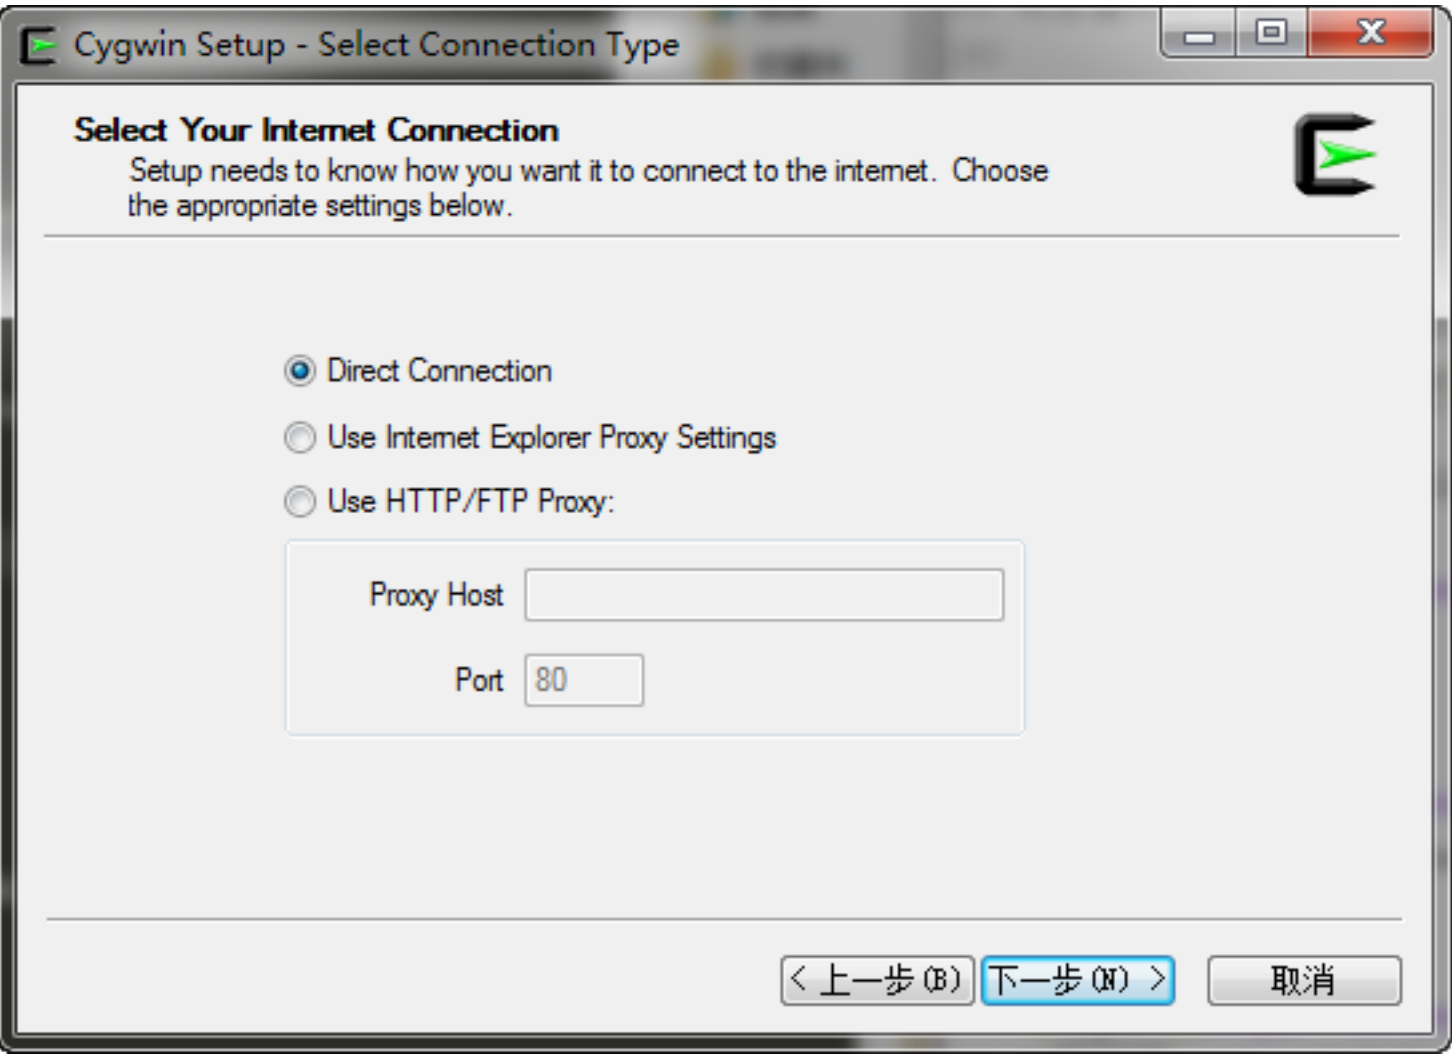 Cygwin Setup - Select Connection Type
Select Your Internet Connection
Setup needs to know how you want it to connect to the internet. Choose
the appropriate settings below.
Direct Connection
Use Internet Explorer Proxy Settings
Use HTTP/FTP Proxy:
Proxy Host
Port 80
< 上一步(B) 下一步(N) > 取消